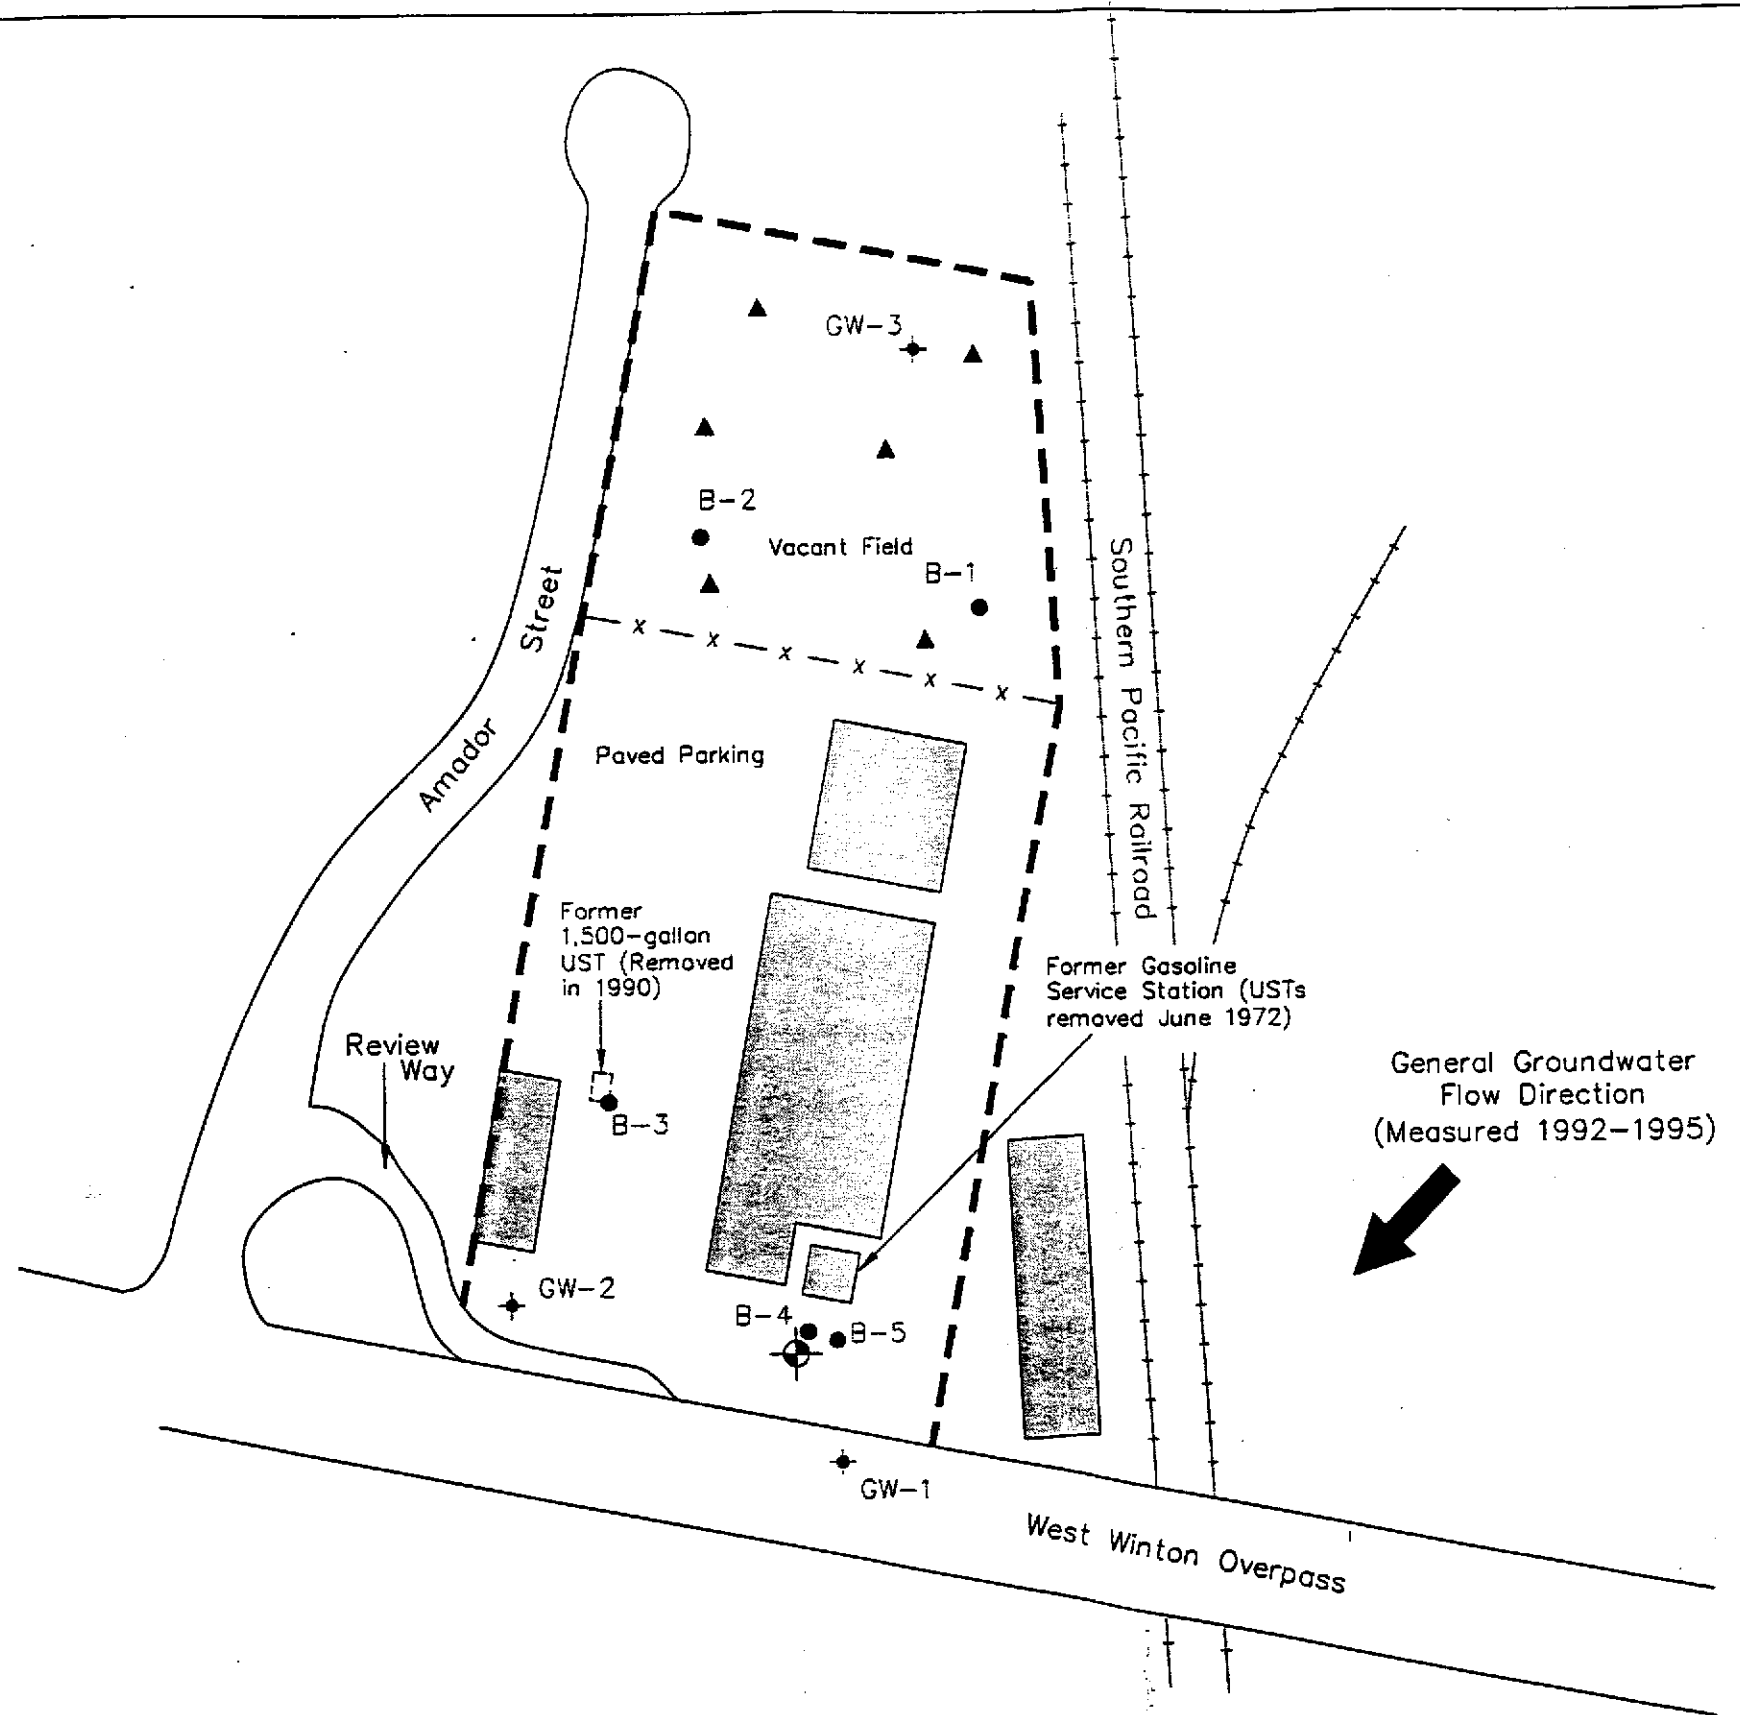 GW-3
B-2
Vacant Field
B-1
Street
Amador
Southern Pacific Railroad
x x x x x x
Paved Parking
Former
1,500-gallon
UST (Removed
in 1990)
Former Gasoline
Service Station (USTs
removed June 1972)
Review
Way
General Groundwater
Flow Direction
(Measured 1992-1995)
B-3
GW-2
B-4
B-5
GW-1
West Winton Overpass